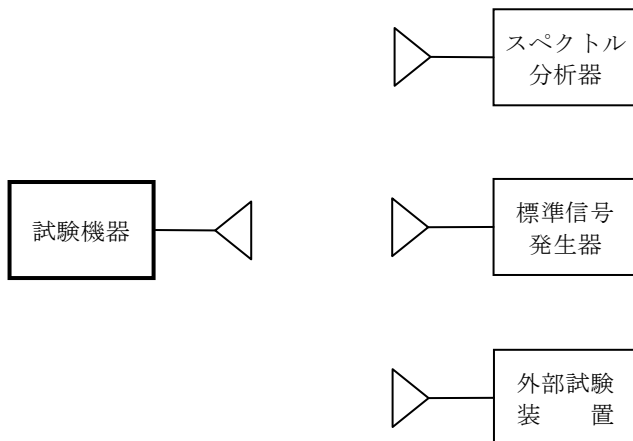 スペクトル
分析器
試験機器
標準信号
発生器
外部試験
装　　置